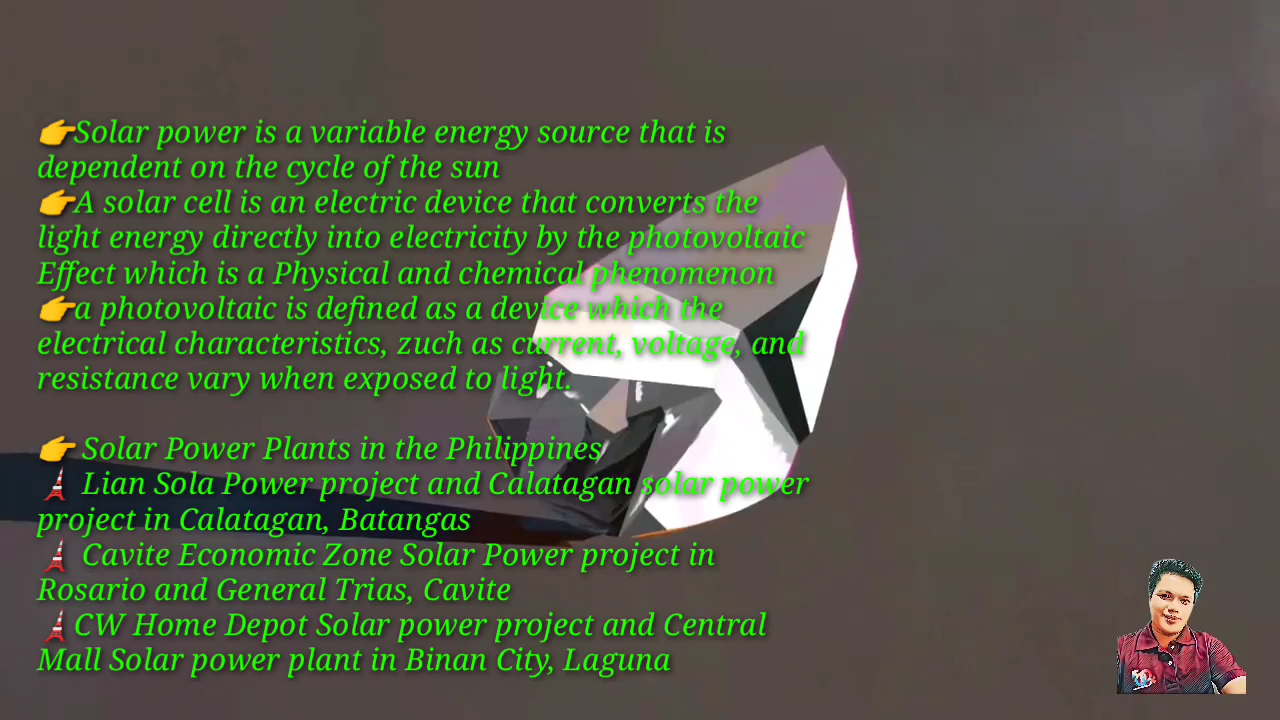 👉Solar power is a variable energy source that is
dependent on the cycle of the sun
👉A solar cell is an electric device that converts the
light energy directly into electricity by the photovoltaic
Effect which is a Physical and chemical phenomenon
👉a photovoltaic is defined as a device which the
electrical characteristics, zuch as current, voltage, and
resistance vary when exposed to light.
👉 Solar Power Plants in the Philippines
🗼 Lian Sola Power project and Calatagan solar power
project in Calatagan, Batangas
🗼 Cavite Economic Zone Solar Power project in
Rosario and General Trias, Cavite
🗼CW Home Depot Solar power project and Central
Mall Solar power plant in Binan City, Laguna